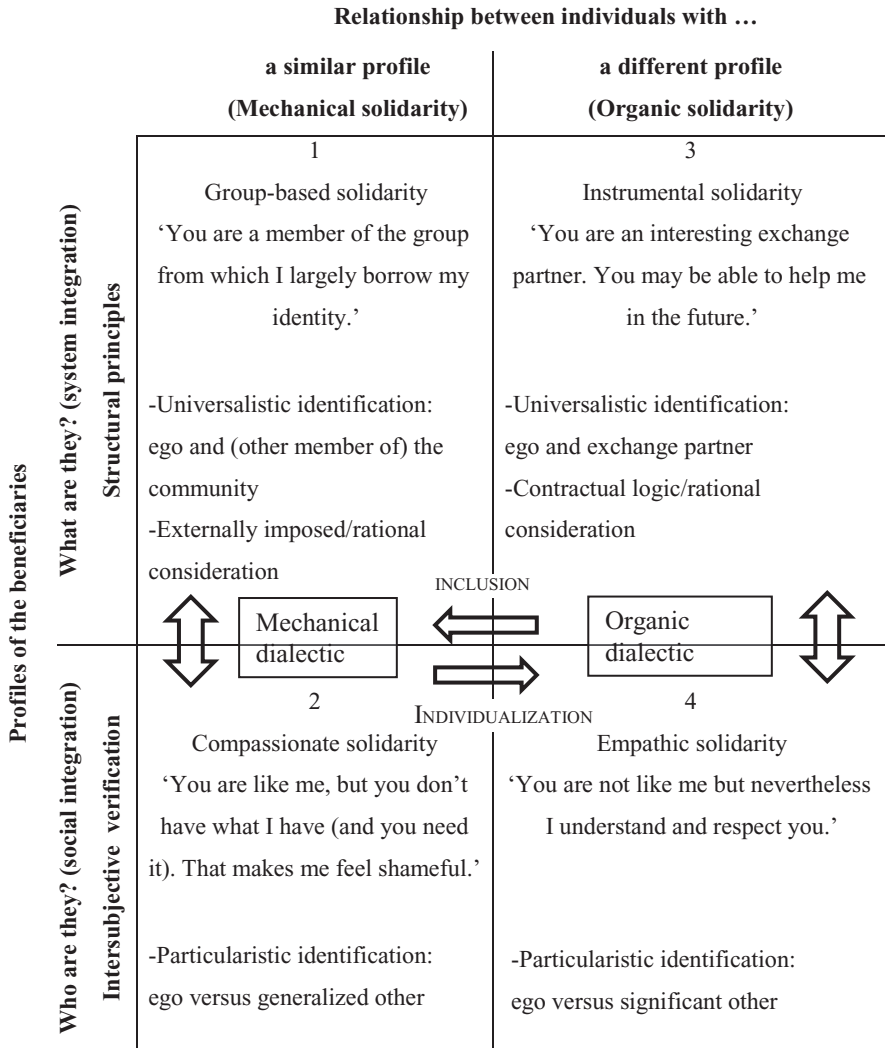 Relationship between individuals with …
a similar profile
(Mechanical solidarity)
a different profile
(Organic solidarity)
Profiles of the beneficiaries
What are they? (system integration)
Structural principles
1
Group-based solidarity
‘You are a member of the group
from which I largely borrow my
identity.’
-Universalistic identification:
ego and (other member of) the
community
-Externally imposed/rational
consideration
3
Instrumental solidarity
‘You are an interesting exchange
partner. You may be able to help me
in the future.’
-Universalistic identification:
ego and exchange partner
-Contractual logic/rational
consideration
INCLUSION
Mechanical
dialectic
Organic
dialectic
INDIVIDUALIZATION
Who are they? (social integration)
Intersubjective verification
2
Compassionate solidarity
‘You are like me, but you don’t
have what I have (and you need
it). That makes me feel shameful.’
-Particularistic identification:
ego versus generalized other
4
Empathic solidarity
‘You are not like me but nevertheless
I understand and respect you.’
-Particularistic identification:
ego versus significant other